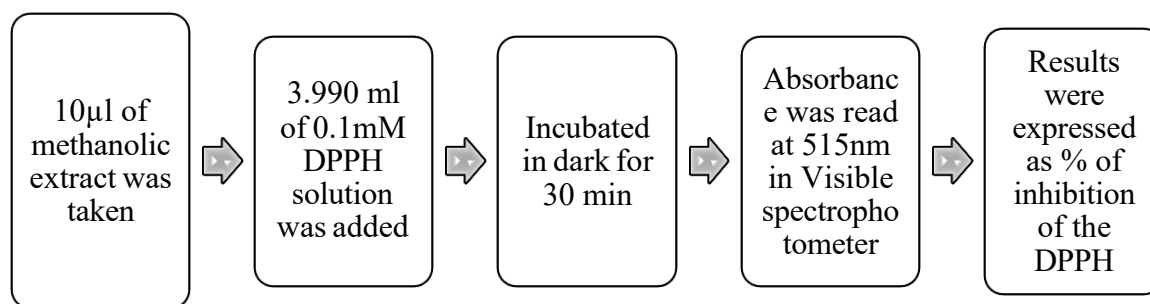 10µl of
methanolic
extract was
taken
3.990 ml
of 0.1mM
DPPH
solution
was added
Incubated
in dark for
30 min
Absorbanc
e was read
at 515nm
in Visible
spectropho
tometer
Results
were
expressed
as % of
inhibition
of the
DPPH